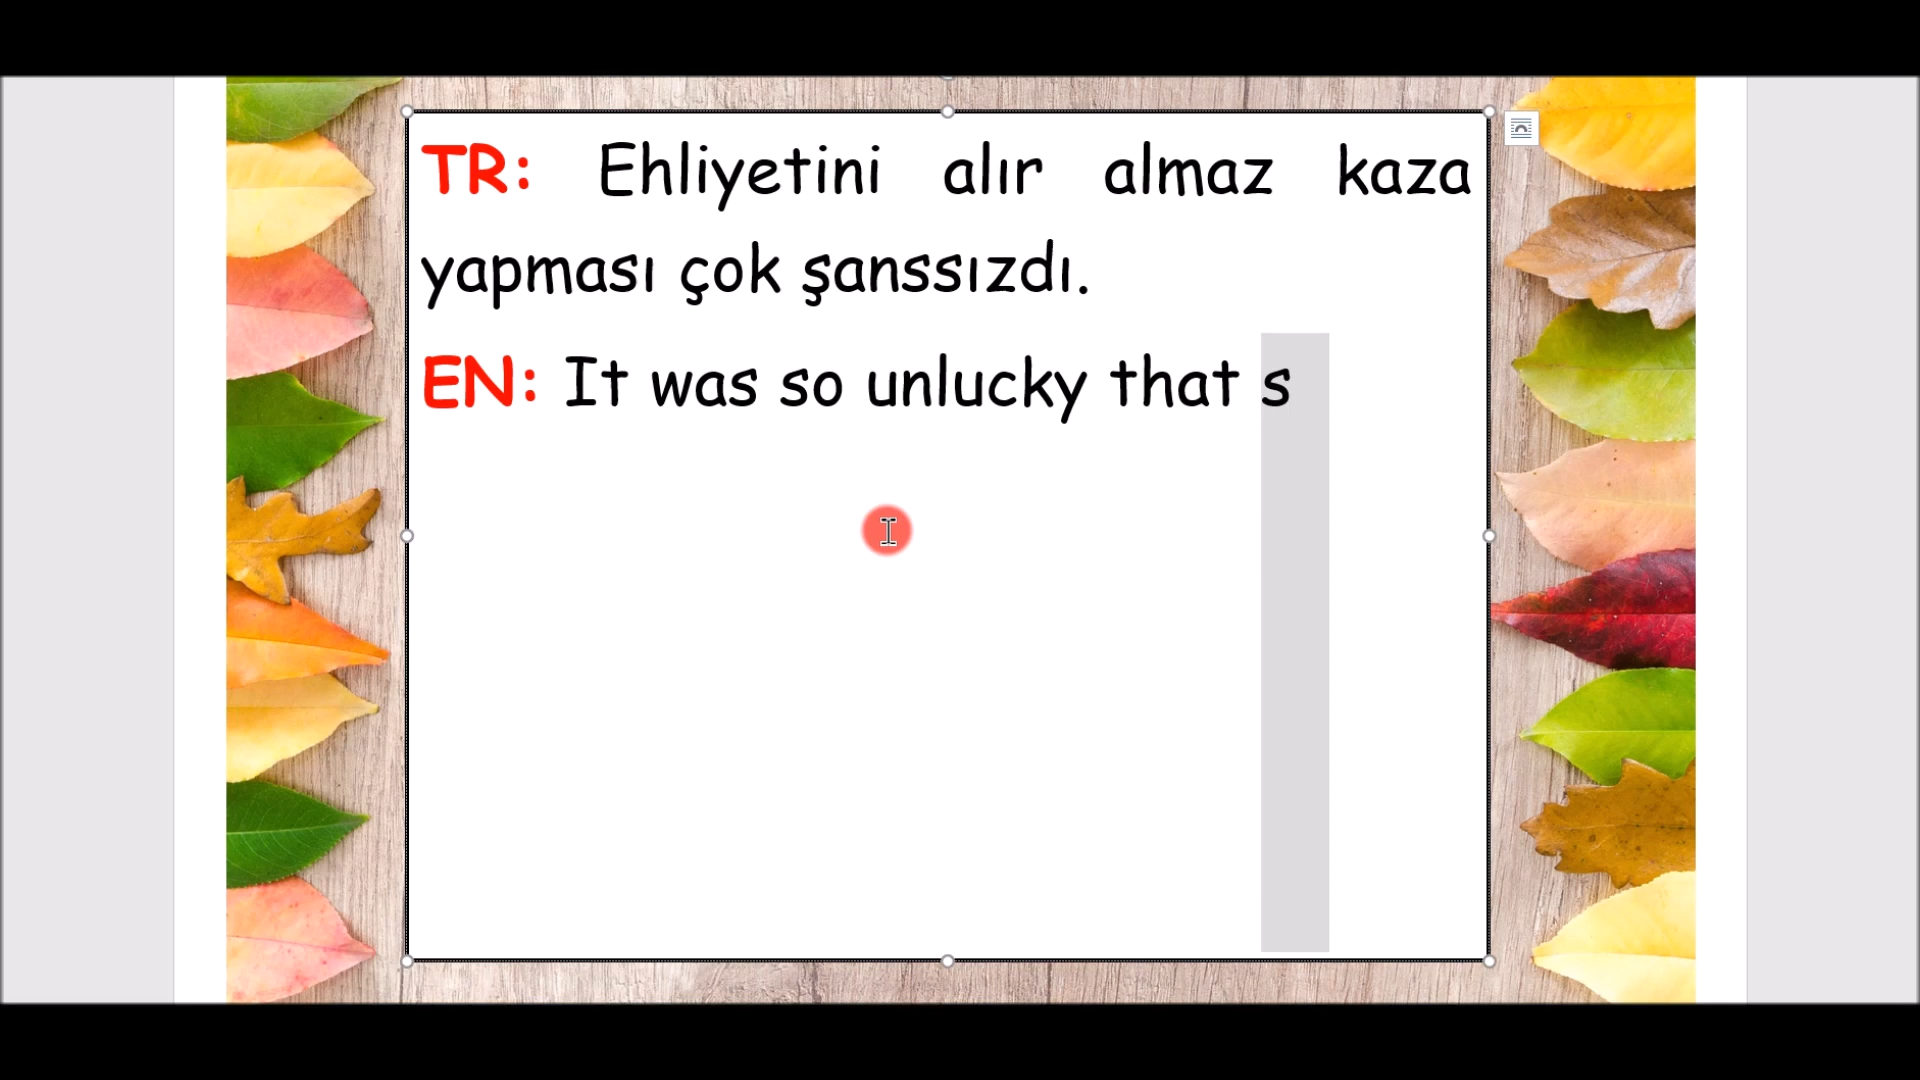 TR: Ehliyetini alır almaz kaza
yapması çok şanssızdı.
EN: It was so unlucky that s